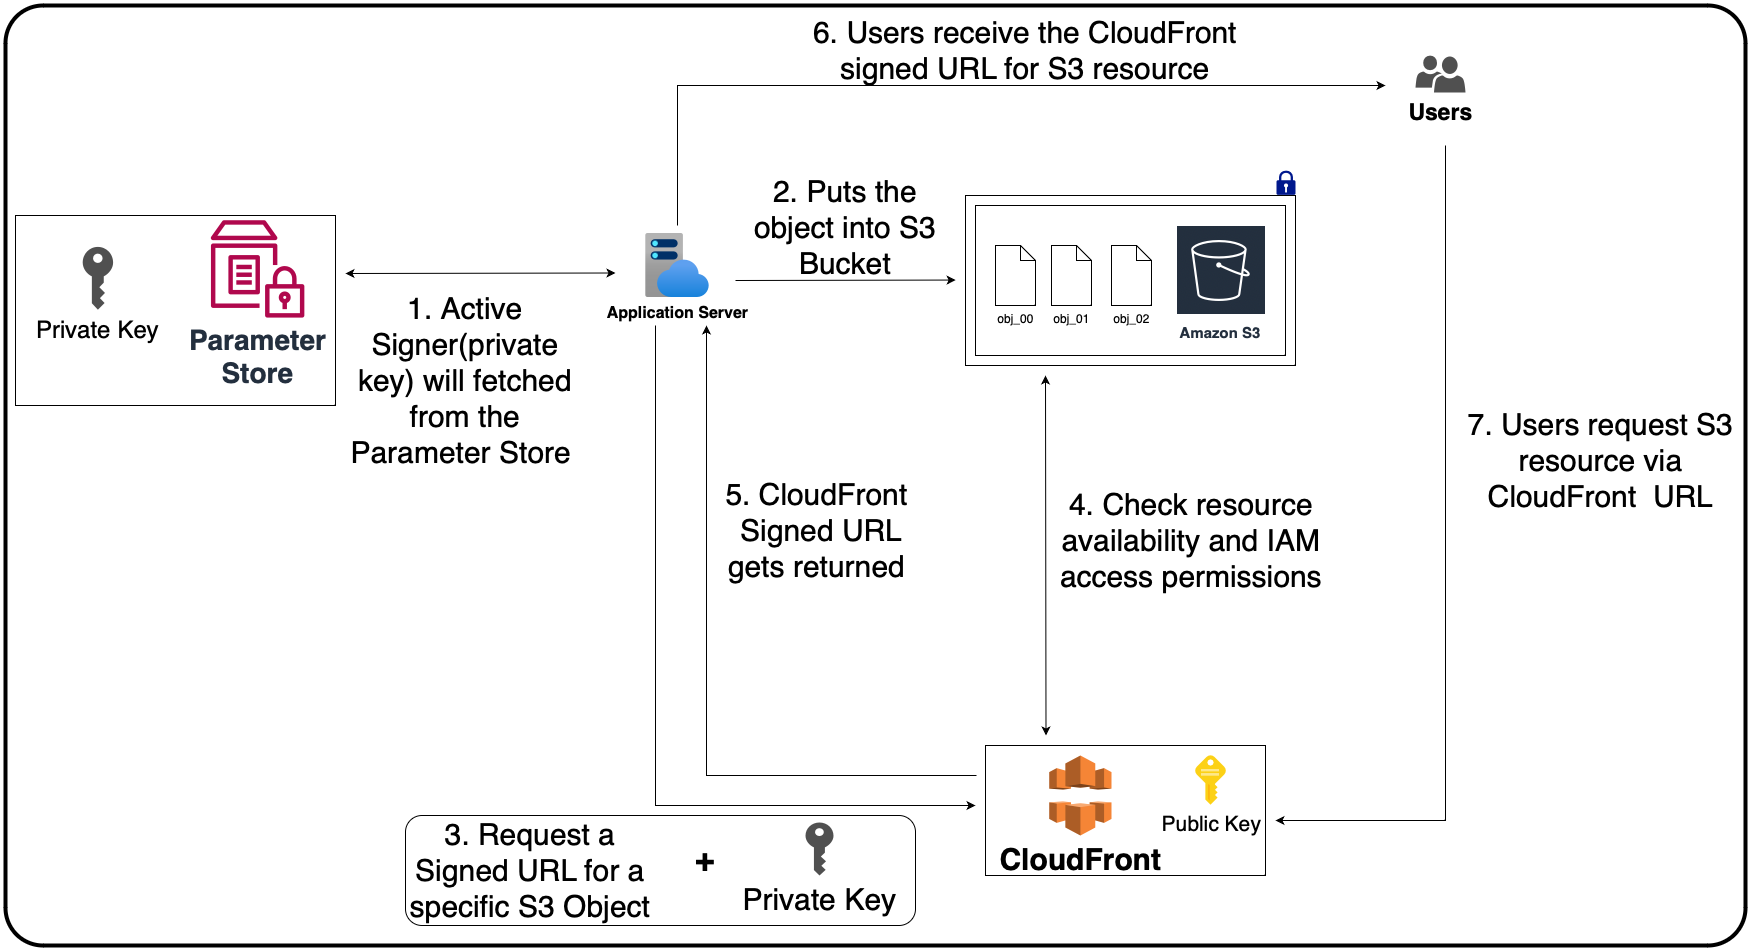 6. Users receive the CloudFront
signed URL for S3 resource
Users
2. Puts the
object into S3
Bucket
Private Key
Parameter
Store
Application Server
obj_00
obj_01
obj_02
Amazon S3
1. Active
Signer(private
key) will fetched
from the
Parameter Store
7. Users request S3
resource via
CloudFront URL
5. CloudFront
Signed URL
gets returned
4. Check resource
availability and IAM
access permissions
Public Key
CloudFront
3. Request a
Signed URL for a
specific S3 Object
+
Private Key